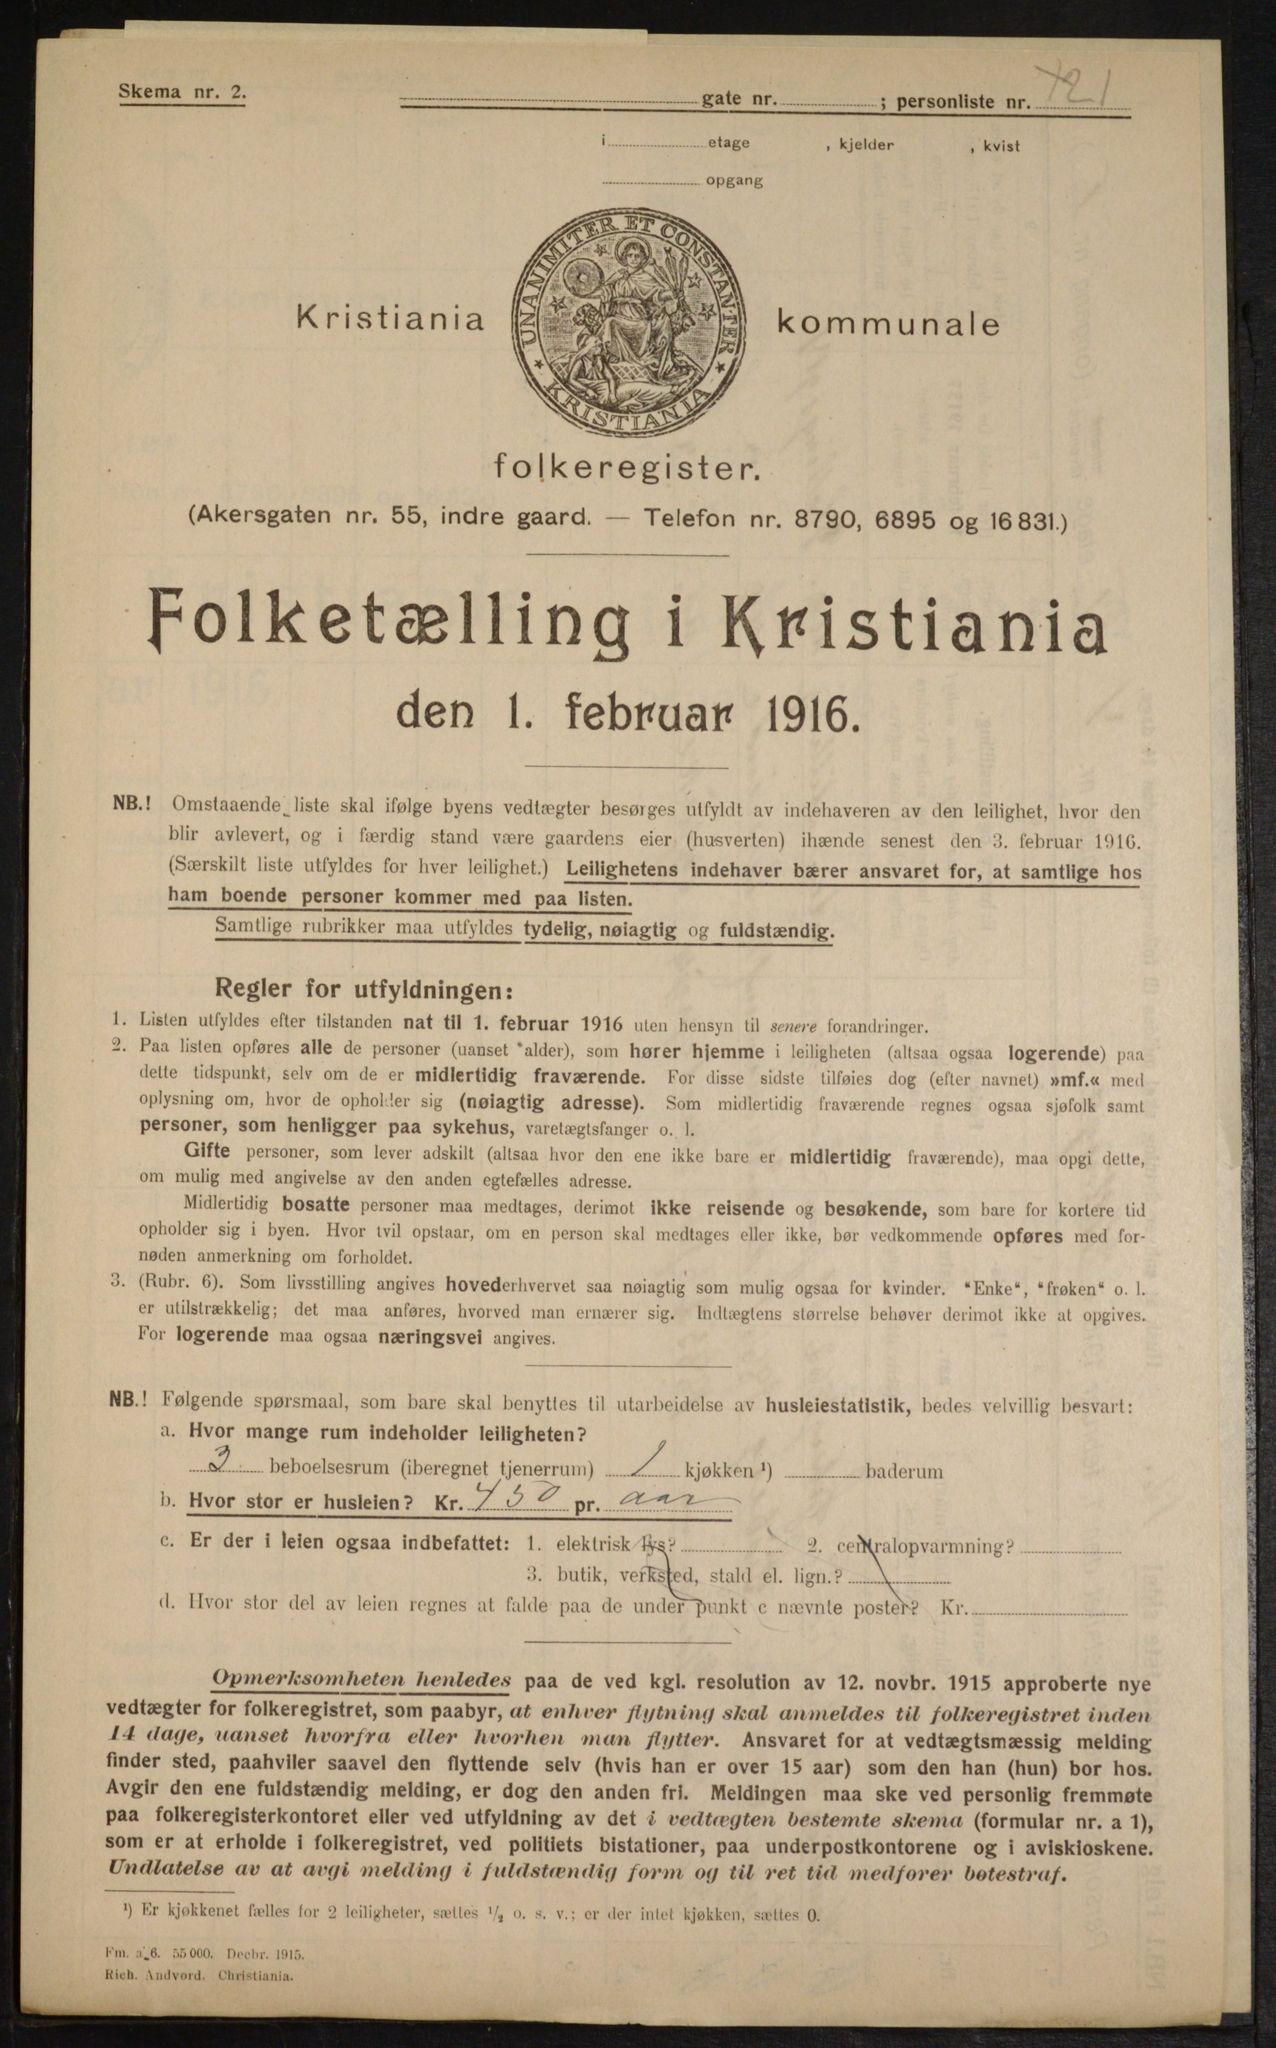 Skema nr. 2. gate nr. ; personliste nr. 721
i etage , kjelder , kvist
opgang
UNANIMITER ET CONSTANTER
KRISTIANIA
Kristiania kommunale
folkeregister.
(Akersgaten nr. 55, indre gaard. — Telefon nr. 8790, 6895 og 16 831.)
Folketælling i Kristiania
den 1. februar 1916.
NB.! Omstaaende liste skal ifølge byens vedtægter besørges utfyldt av indehaveren av den leilighet, hvor den
blir avlevert, og i færdig stand være gaardens eier (husverten) ihænde senest den 3. februar 1916.
(Særskilt liste utfyldes for hver leilighet.) Leilighetens indehaver bærer ansvaret for, at samtlige hos
ham boende personer kommer med paa listen.
Samtlige rubrikker maa utfyldes tydelig, nøiagtig og fuldstændig.
Regler for utfyldningen:
1. Listen utfyldes efter tilstanden nat til 1. februar 1916 uten hensyn til senere forandringer.
2. Paa listen opføres alle de personer (uanset alder), som hører hjemme i leiligheten (altsaa ogsaa logerende) paa
dette tidspunkt, selv om de er midlertidig fraværende. For disse sidste tilføies dog (efter navnet) »mf.« med
oplysning om, hvor de opholder sig (nøiagtig adresse). Som midlertidig fraværende regnes ogsaa sjøfolk samt
personer, som henligger paa sykehus, varetægtsfanger o. l.
Gifte personer, som lever adskilt (altsaa hvor den ene ikke bare er midlertidig fraværende), maa opgi dette,
om mulig med angivelse av den anden egtefælles adresse.
Midlertidig bosatte personer maa medtages, derimot ikke reisende og besøkende, som bare for kortere tid
opholder sig i byen. Hvor tvil opstaar, om en person skal medtages eller ikke, bør vedkommende opføres med for-
nøden anmerkning om forholdet.
3. (Rubr. 6). Som livsstilling angives hovederhvervet saa nøiagtig som mulig ogsaa for kvinder. "Enke", "frøken" o. l.
er utilstrækkelig; det maa anføres, hvorved man ernærer sig. Indtægtens størrelse behøver derimot ikke at opgives.
For logerende maa ogsaa næringsvei angives.
NB.! Følgende spørsmaal, som bare skal benyttes til utarbeidelse av husleiestatistik, bedes velvillig besvart:
a. Hvor mange rum indeholder leiligheten?
3 beboelsesrum (iberegnet tjenerrum) 1 kjøkken ¹) baderum
b. Hvor stor er husleien? Kr. 450 pr. aar
c. Er der i leien ogsaa indbefattet: 1. elektrisk lys? 2. centralopvarmning?
3. butik, verksted, stald el. lign.?
d. Hvor stor del av leien regnes at falde paa de under punkt c nævnte poster? Kr.
Opmerksomheten henledes paa de ved kgl. resolution av 12. novbr. 1915 approberte nye
vedtægter for folkeregistret, som paabyr, at enhver flytning skal anmeldes til folkeregistret inden
14 dage, uanset hvorfra eller hvorhen man flytter. Ansvaret for at vedtægtsmæssig melding
finder sted, paahviler saavel den flyttende selv (hvis han er over 15 aar) som den han (hun) bor hos.
Avgir den ene fuldstændig melding, er dog den anden fri. Meldingen maa ske ved personlig fremmøte
paa folkeregisterkontoret eller ved utfyldning av det i vedtægten bestemte skema (formular nr. a 1),
som er at erholde i folkeregistret, ved politiets bistationer, paa underpostkontorene og i aviskioskene.
Undlatelse av at avgi melding i fuldstændig form og til ret tid medfører bøtestraf.
¹) Er kjøkkenet fælles for 2 leiligheter, sættes ½ o. s. v.; er der intet kjøkken, sættes 0.
Fm. a 6. 55 000. Decbr. 1915.
Rich. Andvord. Christiania.